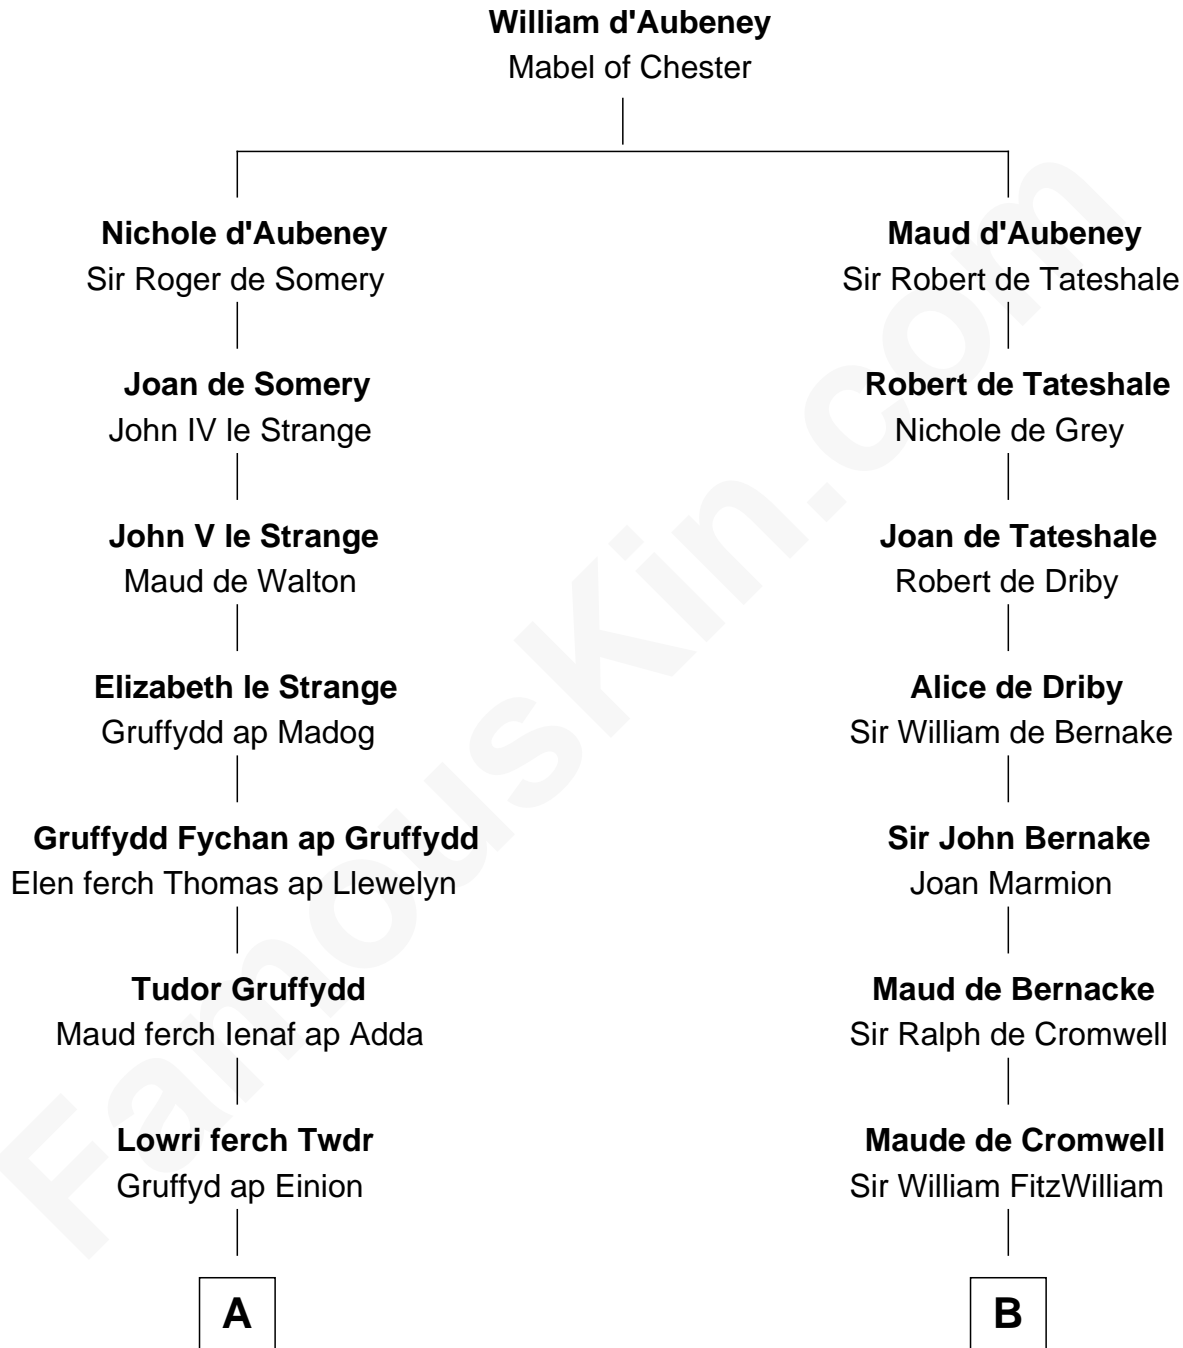 William d'Aubeney
Mabel of Chester
Nichole d'Aubeney
Sir Roger de Somery
Joan de Somery
John IV le Strange
John V le Strange
Maud de Walton
Elizabeth le Strange
Gruffydd ap Madog
Gruffydd Fychan ap Gruffydd
Elen ferch Thomas ap Llewelyn
Tudor Gruffydd
Maud ferch Ienaf ap Adda
Lowri ferch Twdr
Gruffyd ap Einion
A
Maud d'Aubeney
Sir Robert de Tateshale
Robert de Tateshale
Nichole de Grey
Joan de Tateshale
Robert de Driby
Alice de Driby
Sir William de Bernake
Sir John Bernake
Joan Marmion
Maud de Bernacke
Sir Ralph de Cromwell
Maude de Cromwell
Sir William FitzWilliam
B
FamousKin.com